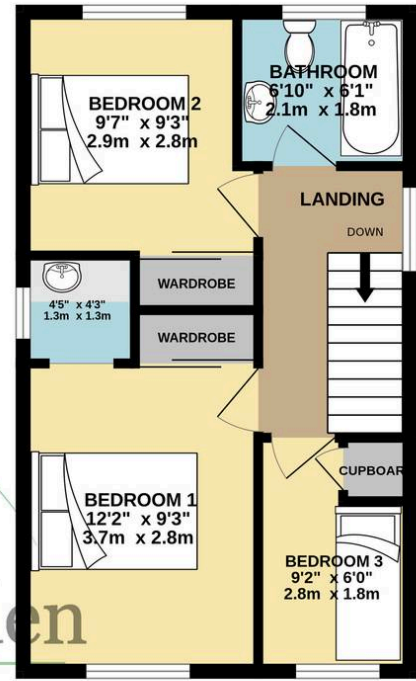 BATHROOM
6'10" x 6'1"
2.1m x 1.8m
BEDROOM 2
9'7" x 9'3"
2.9m x 2.8m
LANDING
DOWN
WARDROBE
4'5" x 4'3"
1.3m x 1.3m
WARDROBE
CUPBOAR
BEDROOM 1
12'2" x 9'3"
3.7m x 2.8m
BEDROOM 3
9'2" x 6'0"
2.8m x 1.8m